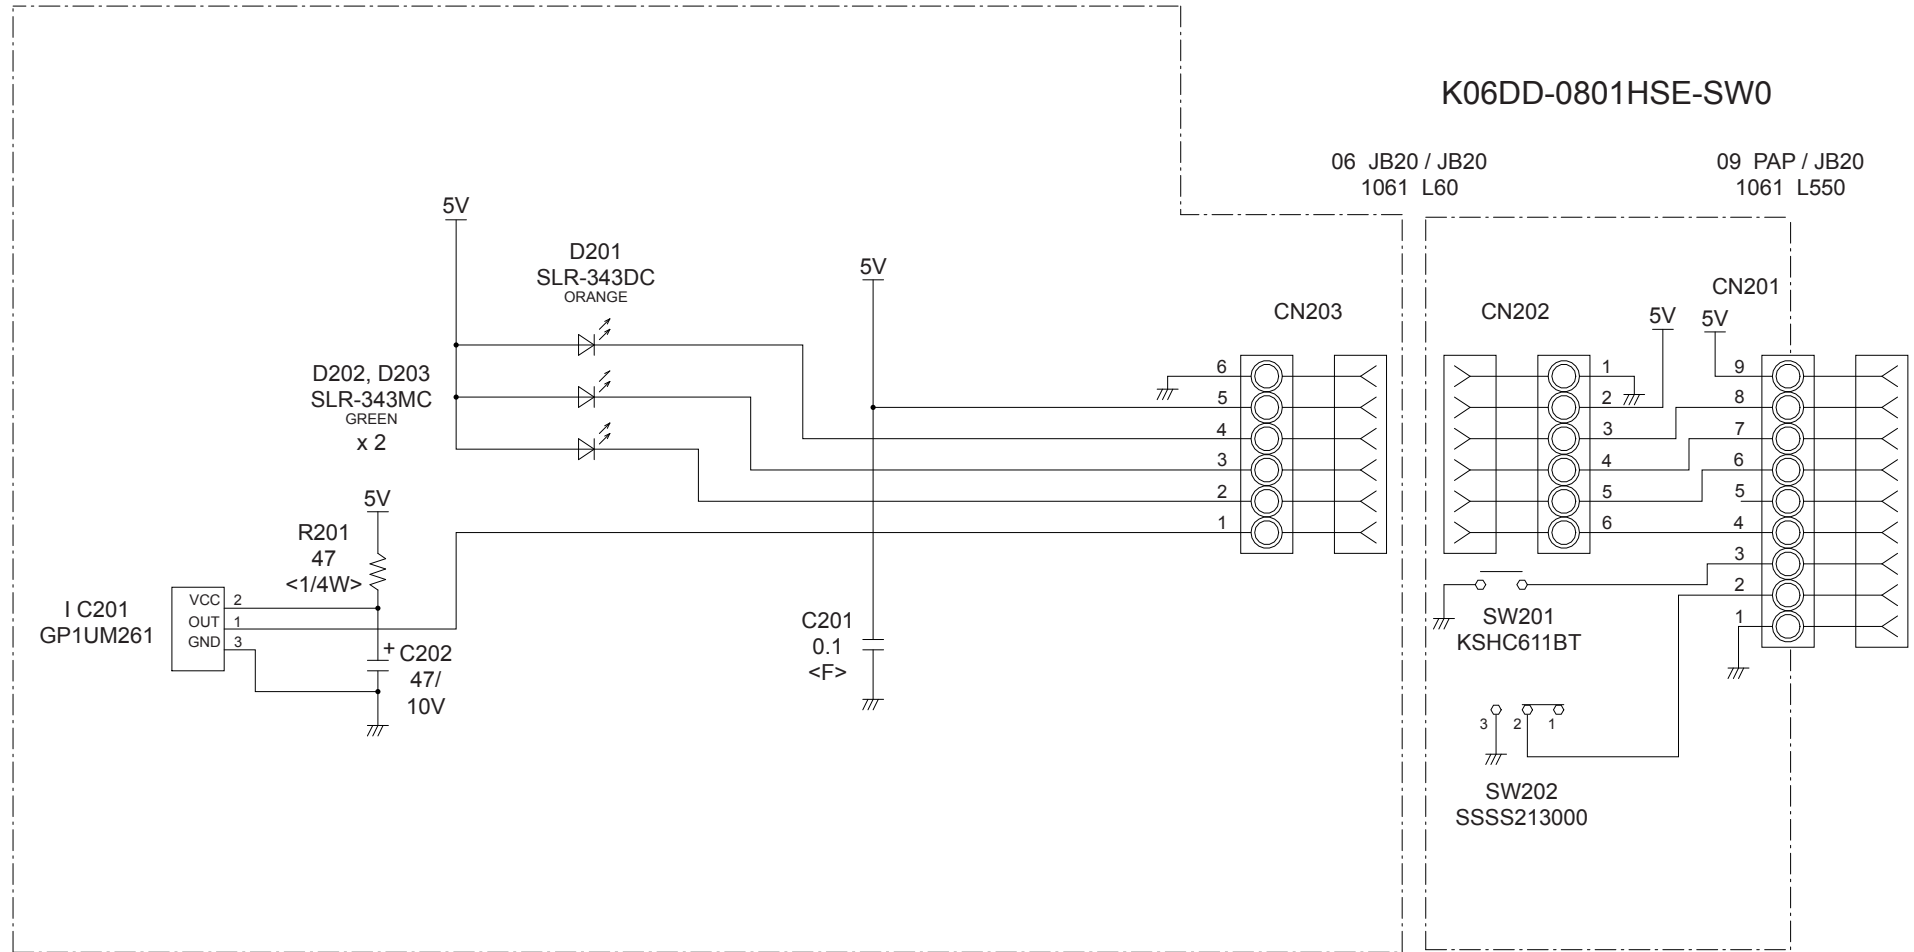 K06DD-0801HSE-SW0
06 JB20 / JB20
1061 L60
09 PAP / JB20
1061 L550
5V
D201
SLR-343DC
ORANGE
D202, D203
SLR-343MC
GREEN
x 2
5V
CN203
6
5
4
3
2
1
CN202
1
2
3
4
5
6
5V
5V
CN201
9
8
7
6
5
4
3
2
1
5V
R201
47
<1/4W>
I C201
GP1UM261
VCC
OUT
GND
2
1
3
+
C202
47/
10V
C201
0.1
<F>
SW201
KSHC611BT
3
2
1
SW202
SSSS213000